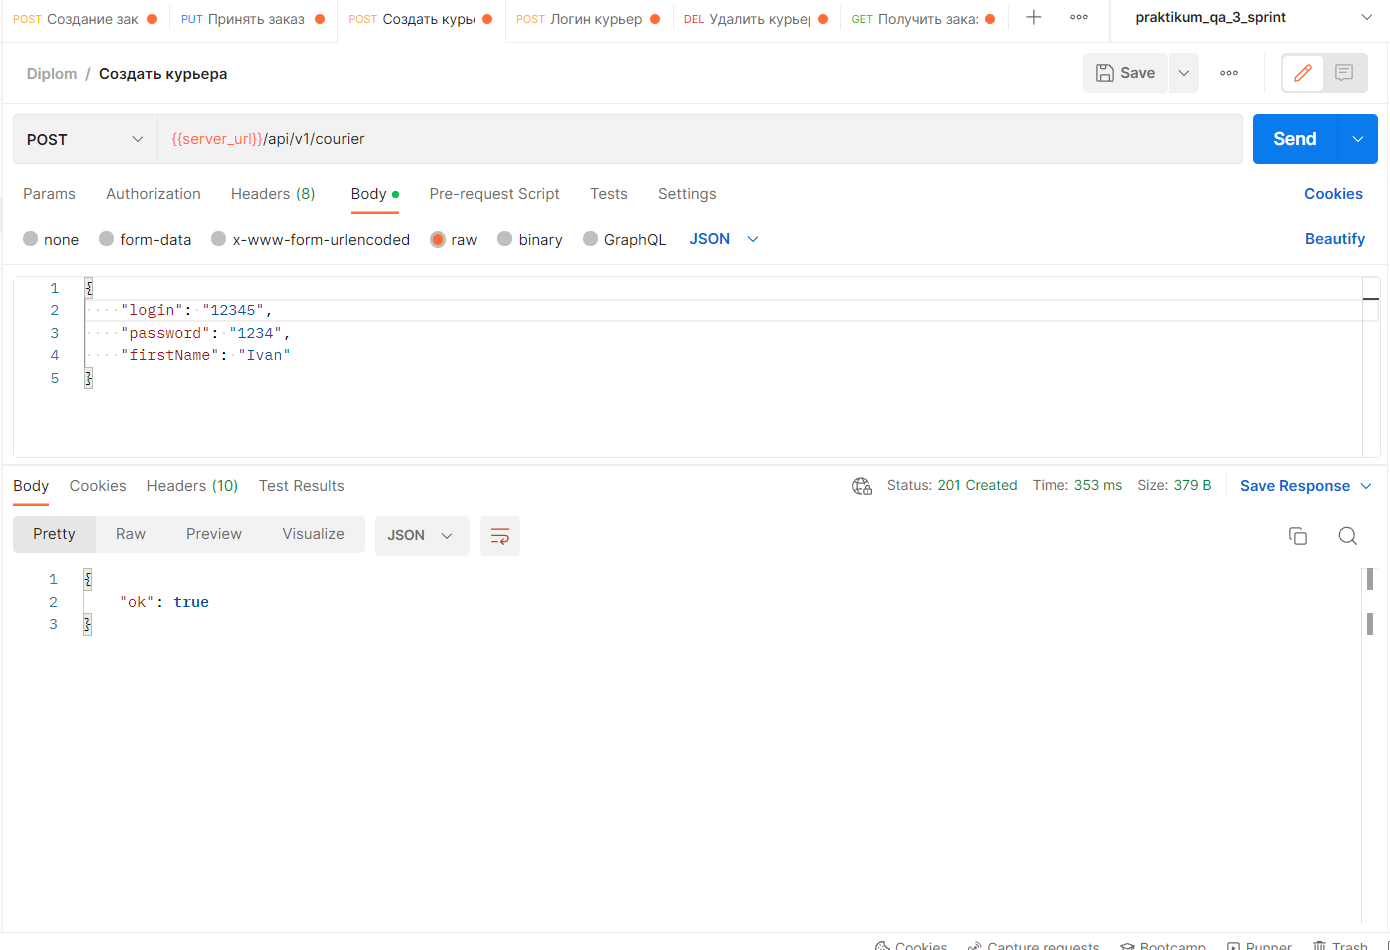 POST Создание зак PUT Принять заказ POST Создать курье POST Логин курьер DEL Удалить курьер GET Получить заказ praktikum_qa_3_sprint
Diplom / Создать курьера Save
POST {{server_url}}/api/v1/courier Send
Params Authorization Headers (8) Body Pre-request Script Tests Settings Cookies
none form-data x-www-form-urlencoded raw binary GraphQL JSON Beautify
1 {
2 "login": "12345",
3 "password": "1234",
4 "firstName": "Ivan"
5 }
Body Cookies Headers (10) Test Results Status: 201 Created Time: 353 ms Size: 379 B Save Response
Pretty Raw Preview Visualize JSON
1 {
2 "ok": true
3 }
Cookies Capture requests Bootcamp Runner Trash